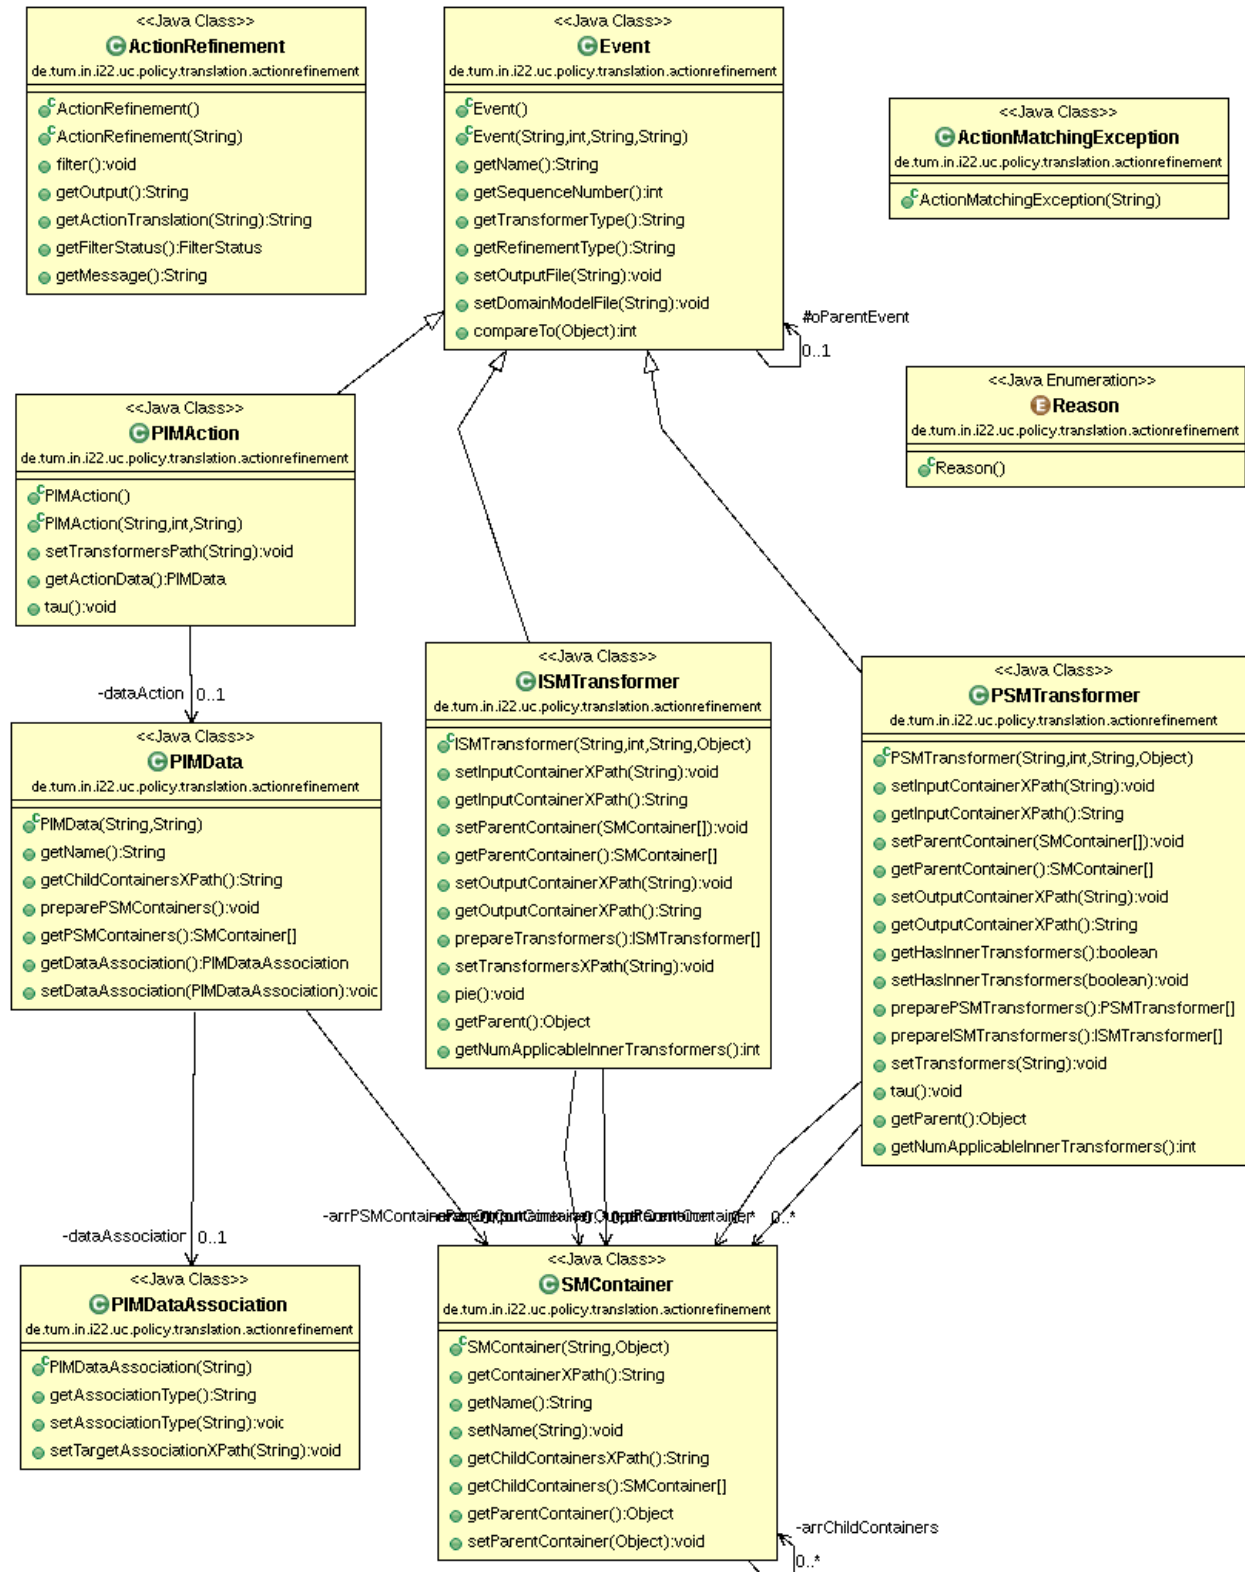 <<Java Class>>
ActionRefinement
de.tum.in.i22.uc.policy.translation.actionrefinement
ActionRefinement()
ActionRefinement(String)
filter():void
getOutput():String
getActionTranslation(String):String
getFilterStatus():FilterStatus
getMessage():String
<<Java Class>>
Event
de.tum.in.i22.uc.policy.translation.actionrefinement
Event()
Event(String,int,String,String)
getName():String
getSequenceNumber():int
getTransformerType():String
getRefinementType():String
setOutputFile(String):void
setDomainModelFile(String):void
compareTo(Object):int
<<Java Class>>
ActionMatchingException
de.tum.in.i22.uc.policy.translation.actionrefinement
ActionMatchingException(String)
#oParentEvent
0..1
<<Java Enumeration>>
Reason
de.tum.in.i22.uc.policy.translation.actionrefinement
Reason()
<<Java Class>>
PIMAction
de.tum.in.i22.uc.policy.translation.actionrefinement
PIMAction()
PIMAction(String,int,String)
setTransformersPath(String):void
getActionData():PIMData
tau():void
-dataAction 0..1
<<Java Class>>
PIMData
de.tum.in.i22.uc.policy.translation.actionrefinement
PIMData(String,String)
getName():String
getChildContainersXPath():String
preparePSMContainers():void
getPSMContainers():SMContainer[]
getDataAssociation():PIMDataAssociation
setDataAssociation(PIMDataAssociation):voic
<<Java Class>>
ISMTransformer
de.tum.in.i22.uc.policy.translation.actionrefinement
ISMTransformer(String,int,String,Object)
setInputContainerXPath(String):void
getInputContainerXPath():String
setParentContainer(SMContainer[]):void
getParentContainer():SMContainer[]
setOutputContainerXPath(String):void
getOutputContainerXPath():String
prepareTransformers():ISMTransformer[]
setTransformersXPath(String):void
pie():void
getParent():Object
getNumApplicableInnerTransformers():int
<<Java Class>>
PSMTransformer
de.tum.in.i22.uc.policy.translation.actionrefinement
PSMTransformer(String,int,String,Object)
setInputContainerXPath(String):void
getInputContainerXPath():String
setParentContainer(SMContainer[]):void
getParentContainer():SMContainer[]
setOutputContainerXPath(String):void
getOutputContainerXPath():String
getHasInnerTransformers():boolean
setHasInnerTransformers(boolean):void
preparePSMTransformers():PSMTransformer[]
prepareISMTransformers():ISMTransformer[]
setTransformers(String):void
tau():void
getParent():Object
getNumApplicableInnerTransformers():int
0..*
-dataAssociatior 0..1
<<Java Class>>
PIMDataAssociation
de.tum.in.i22.uc.policy.translation.actionrefinement
PIMDataAssociation(String)
getAssociationType():String
setAssociationType(String):voic
setTargetAssociationXPath(String):void
<<Java Class>>
SMContainer
de.tum.in.i22.uc.policy.translation.actionrefinement
SMContainer(String,Object)
getContainerXPath():String
getName():String
setName(String):void
getChildContainersXPath():String
getChildContainers():SMContainer[]
getParentContainer():Object
setParentContainer(Object):void
-arrChildContainers
0..*